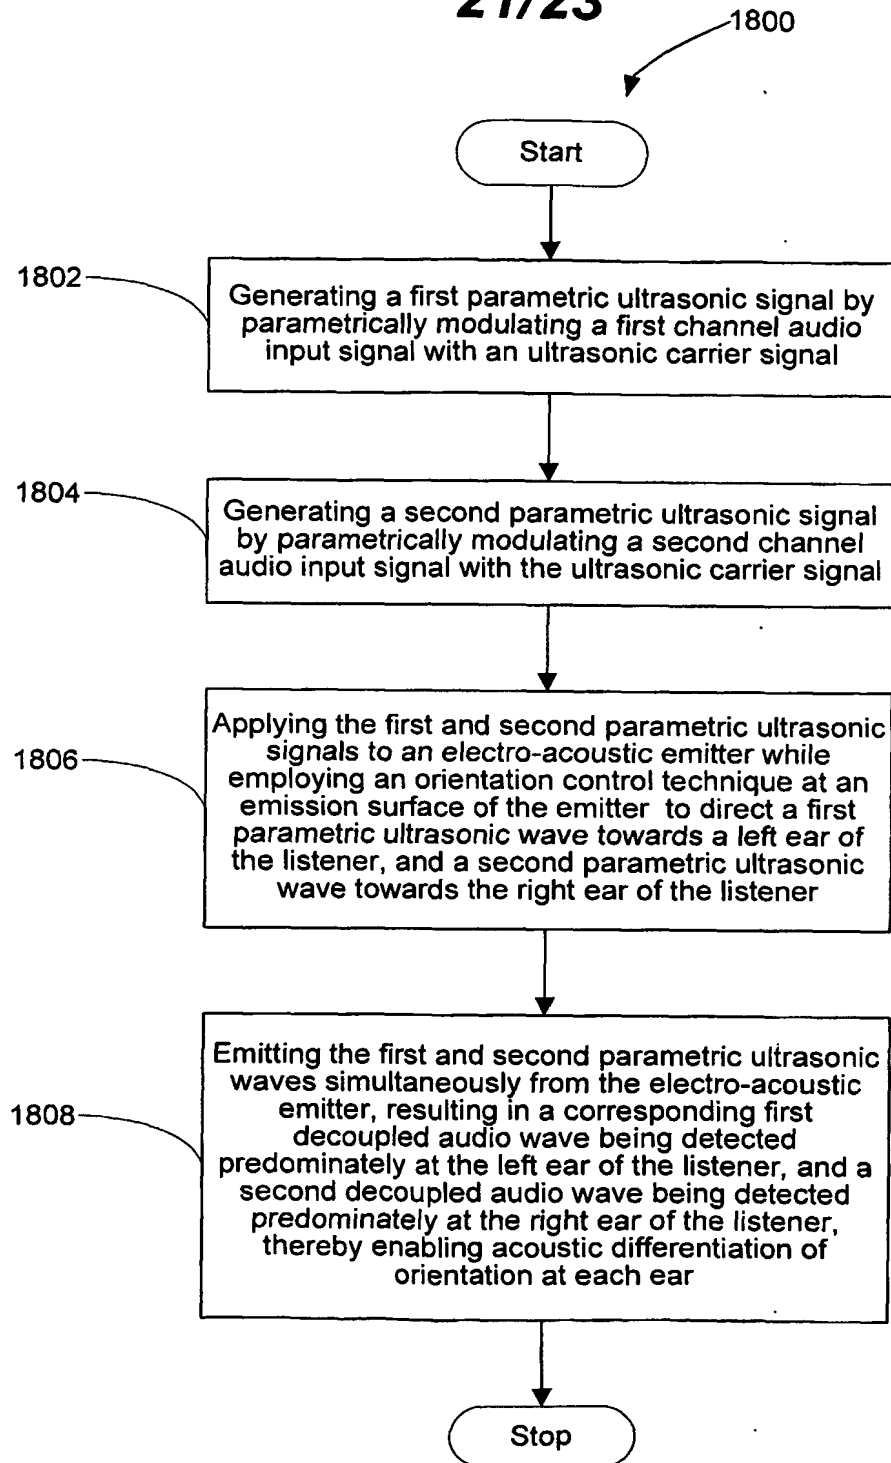 21/23
1800
Start
1802
Generating a first parametric ultrasonic signal by
parametrically modulating a first channel audio
input signal with an ultrasonic carrier signal
1804
Generating a second parametric ultrasonic signal
by parametrically modulating a second channel
audio input signal with the ultrasonic carrier signal
1806
Applying the first and second parametric ultrasonic
signals to an electro-acoustic emitter while
employing an orientation control technique at an
emission surface of the emitter to direct a first
parametric ultrasonic wave towards a left ear of
the listener, and a second parametric ultrasonic
wave towards the right ear of the listener
1808
Emitting the first and second parametric ultrasonic
waves simultaneously from the electro-acoustic
emitter, resulting in a corresponding first
decoupled audio wave being detected
predominately at the left ear of the listener, and a
second decoupled audio wave being detected
predominately at the right ear of the listener,
thereby enabling acoustic differentiation of
orientation at each ear
Stop